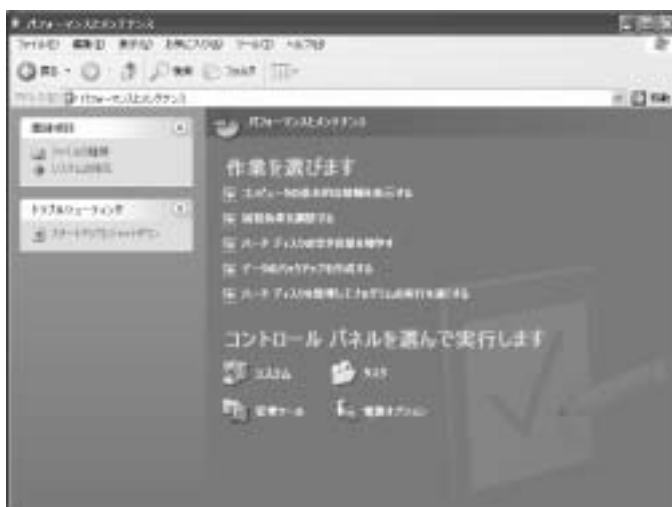 パフォーマンスとメンテナンス
ファイル(F) 編集(E) 表示(V) お気に入り(A) ツール(T) ヘルプ(H)
戻る 検索 フォルダ
パフォーマンスとメンテナンス 移動
関連項目
ファイルの種類
システムの復元
トラブルシューティング
スタートアップとシャットダウン
パフォーマンスとメンテナンス
作業を選びます
コンピュータの基本的な情報を表示する
視覚効果を調整する
ハード ディスクの空き容量を増やす
データのバックアップを作成する
ハード ディスクを整理してプログラムの実行を速くする
コントロール パネルを選んで実行します
システム タスク
管理ツール 電源オプション